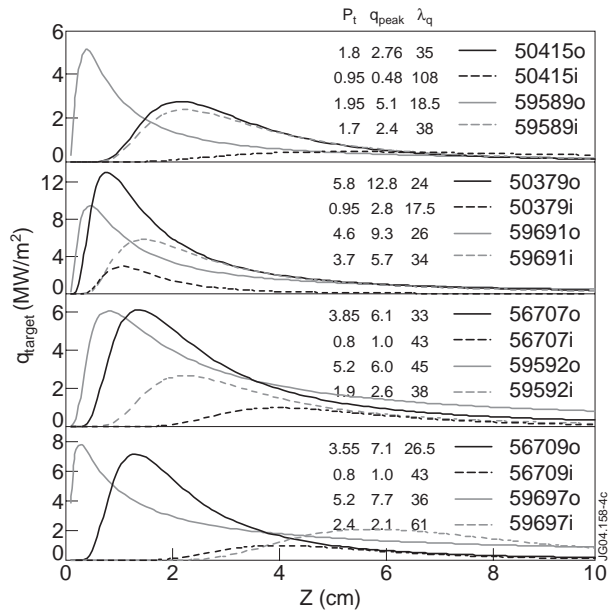 Pt qpeak λq
6
4
2
0
1.8 2.76 35 50415o
0.95 0.48 108 50415i
1.95 5.1 18.5 59589o
1.7 2.4 38 59589i
12
8
4
0
5.8 12.8 24 50379o
0.95 2.8 17.5 50379i
4.6 9.3 26 59691o
3.7 5.7 34 59691i
6
4
2
0
3.85 6.1 33 56707o
0.8 1.0 43 56707i
5.2 6.0 45 59592o
1.9 2.6 38 59592i
8
6
4
2
0
3.55 7.1 26.5 56709o
0.8 1.0 43 56709i
5.2 7.7 36 59697o
2.4 2.1 61 59697i
qtarget (MW/m2)
0 2 4 6 8 10
Z (cm)
JG04.158-4c